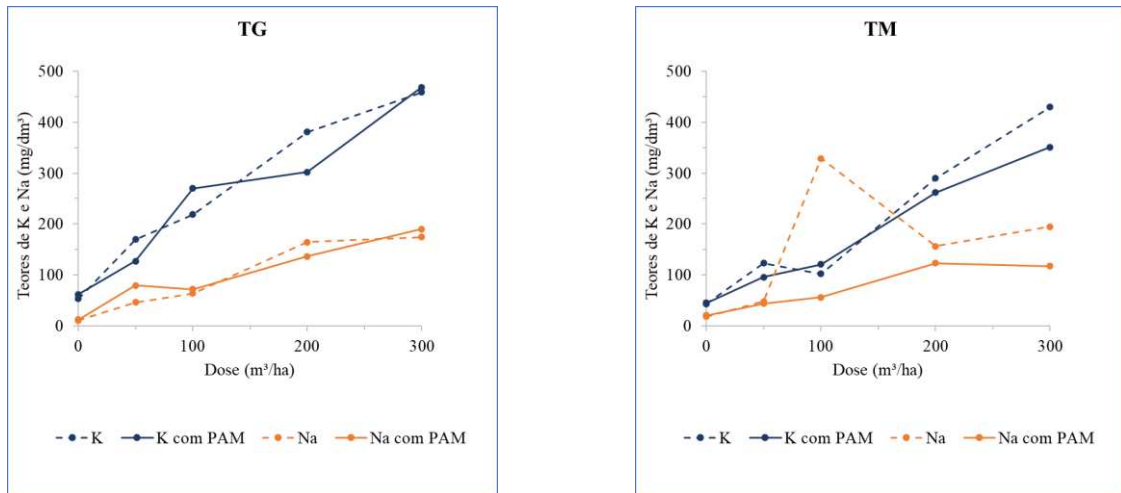 TG
Teores de K e Na (mg/dm³)
500
400
300
200
100
0
0 100 200 300
Dose (m³/ha)
K K com PAM Na Na com PAM
TM
Teores de K e Na (mg/dm³)
500
400
300
200
100
0
0 100 200 300
Dose (m³/ha)
K K com PAM Na Na com PAM